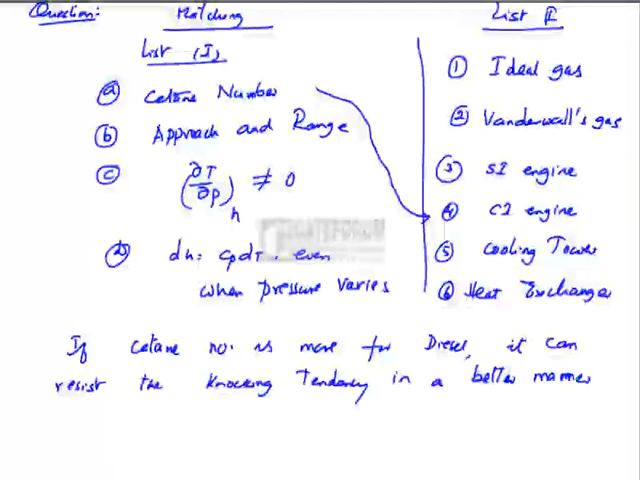 Question: Matching
List (I)
(a) Cetane Number
(b) Approach and Range
(c) (∂T/∂p)h ≠ 0
(d) dh = cpdT. even
when pressure varies
List II
(1) Ideal gas
(2) Vanderwall's gas
(3) SI engine
(4) CI engine
(5) Cooling Tower
(6) Heat Exchanger
If Cetane no. is more for Diesel, it can
resist the Knocking Tendency in a better manner